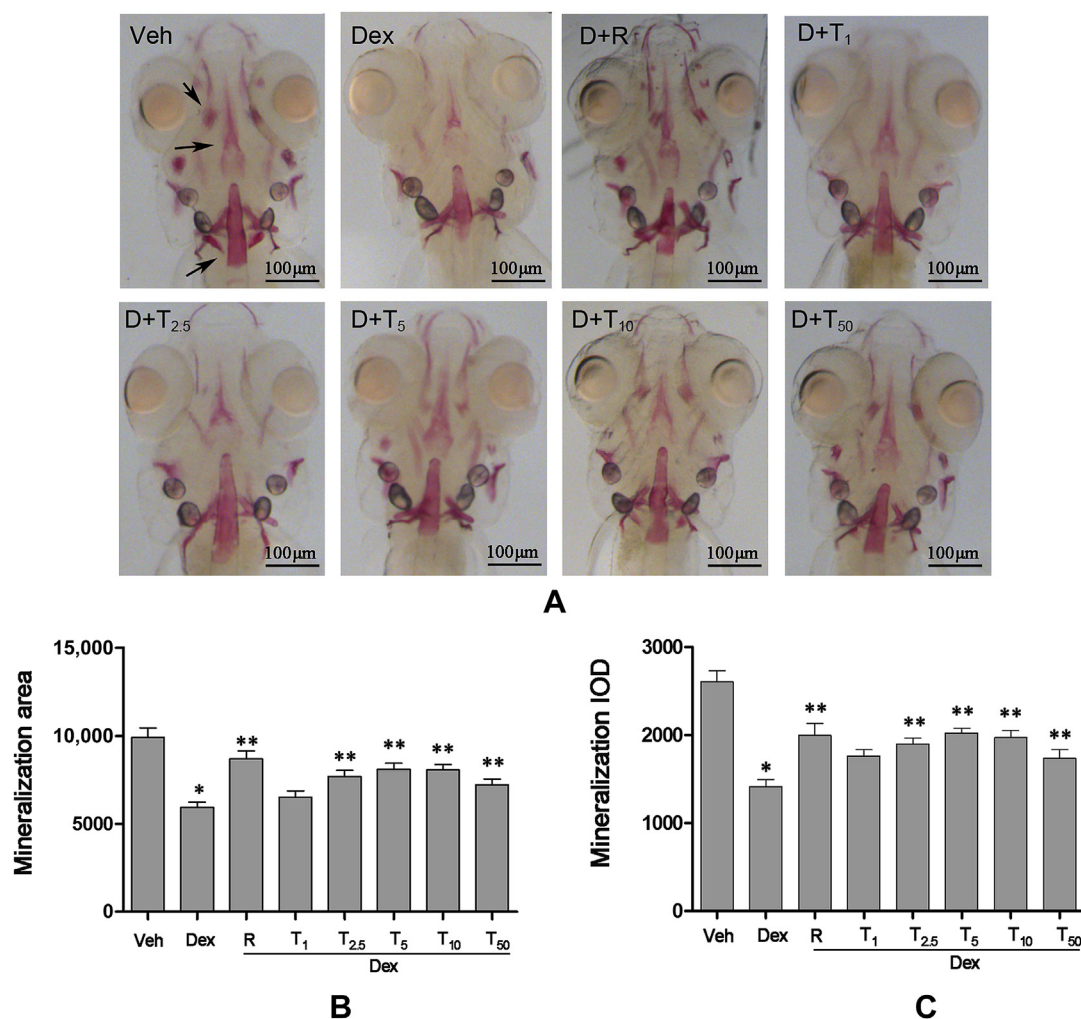 Veh
Dex
D+R
D+T₁
100μm
100μm
100μm
100μm
D+T₂.₅
D+T₅
D+T₁₀
D+T₅₀
100μm
100μm
100μm
100μm
A
15,000
10,000
5000
0
Mineralization area
*
**
**
**
**
**
Veh Dex R T₁ T₂.₅ T₅ T₁₀ T₅₀
Dex
B
3000
2000
1000
0
Mineralization IOD
*
**
**
**
**
**
Veh Dex R T₁ T₂.₅ T₅ T₁₀ T₅₀
Dex
C